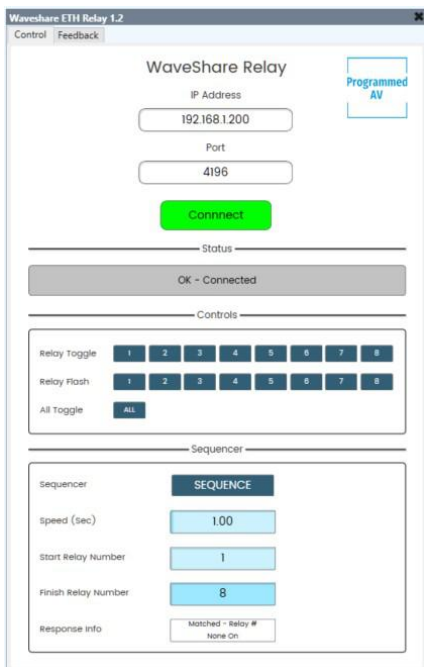 Waveshare ETH Relay 1.2
Control Feedback
WaveShare Relay
Programmed
AV
IP Address
192.168.1.200
Port
4196
Connnect
Status
OK - Connected
Controls
Relay Toggle 1 2 3 4 5 6 7 8
Relay Flash 1 2 3 4 5 6 7 8
All Toggle ALL
Sequencer
Sequencer SEQUENCE
Speed (Sec) 1.00
Start Relay Number 1
Finish Relay Number 8
Response Info Matched - Relay #
None On